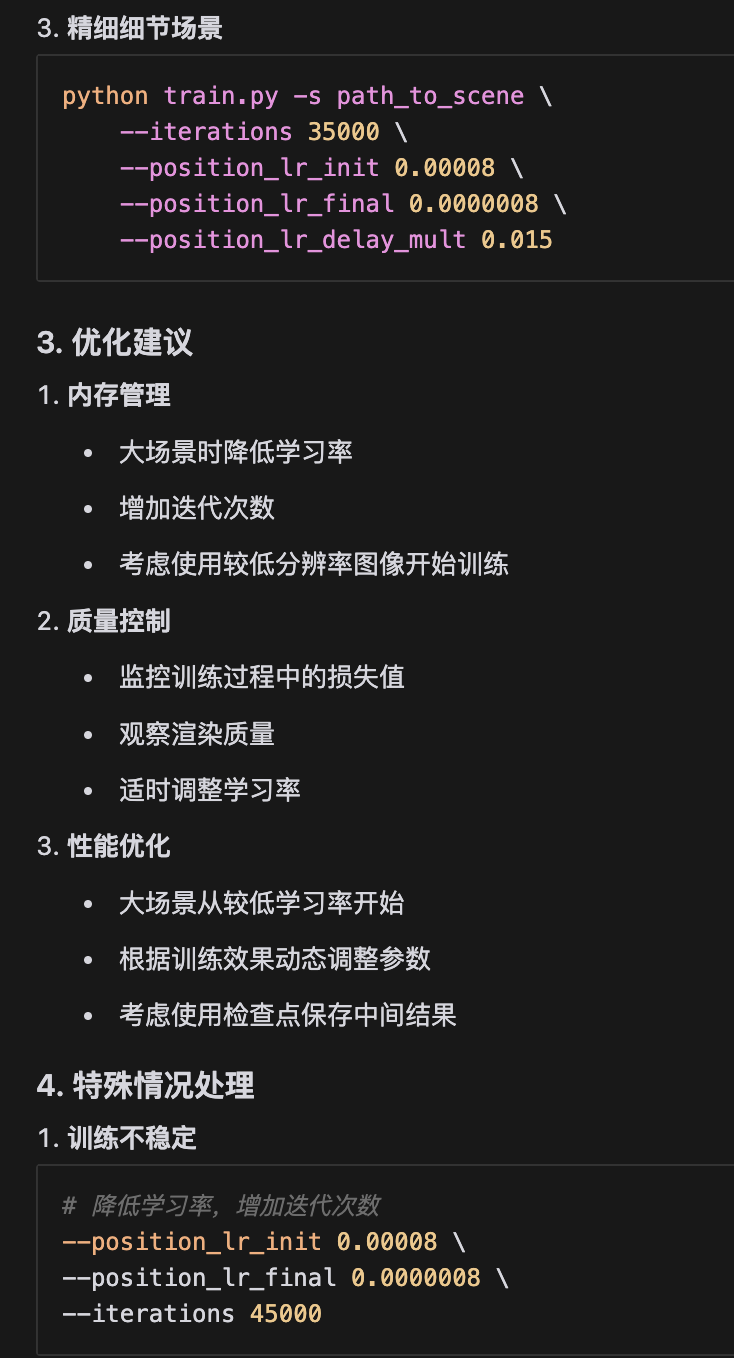 3. 精细细节场景
python train.py -s path_to_scene \
--iterations 35000 \
--position_lr_init 0.00008 \
--position_lr_final 0.0000008 \
--position_lr_delay_mult 0.015
3. 优化建议
1. 内存管理
• 大场景时降低学习率
• 增加迭代次数
• 考虑使用较低分辨率图像开始训练
2. 质量控制
• 监控训练过程中的损失值
• 观察渲染质量
• 适时调整学习率
3. 性能优化
• 大场景从较低学习率开始
• 根据训练效果动态调整参数
• 考虑使用检查点保存中间结果
4. 特殊情况处理
1. 训练不稳定
# 降低学习率，增加迭代次数
--position_lr_init 0.00008 \
--position_lr_final 0.0000008 \
--iterations 45000